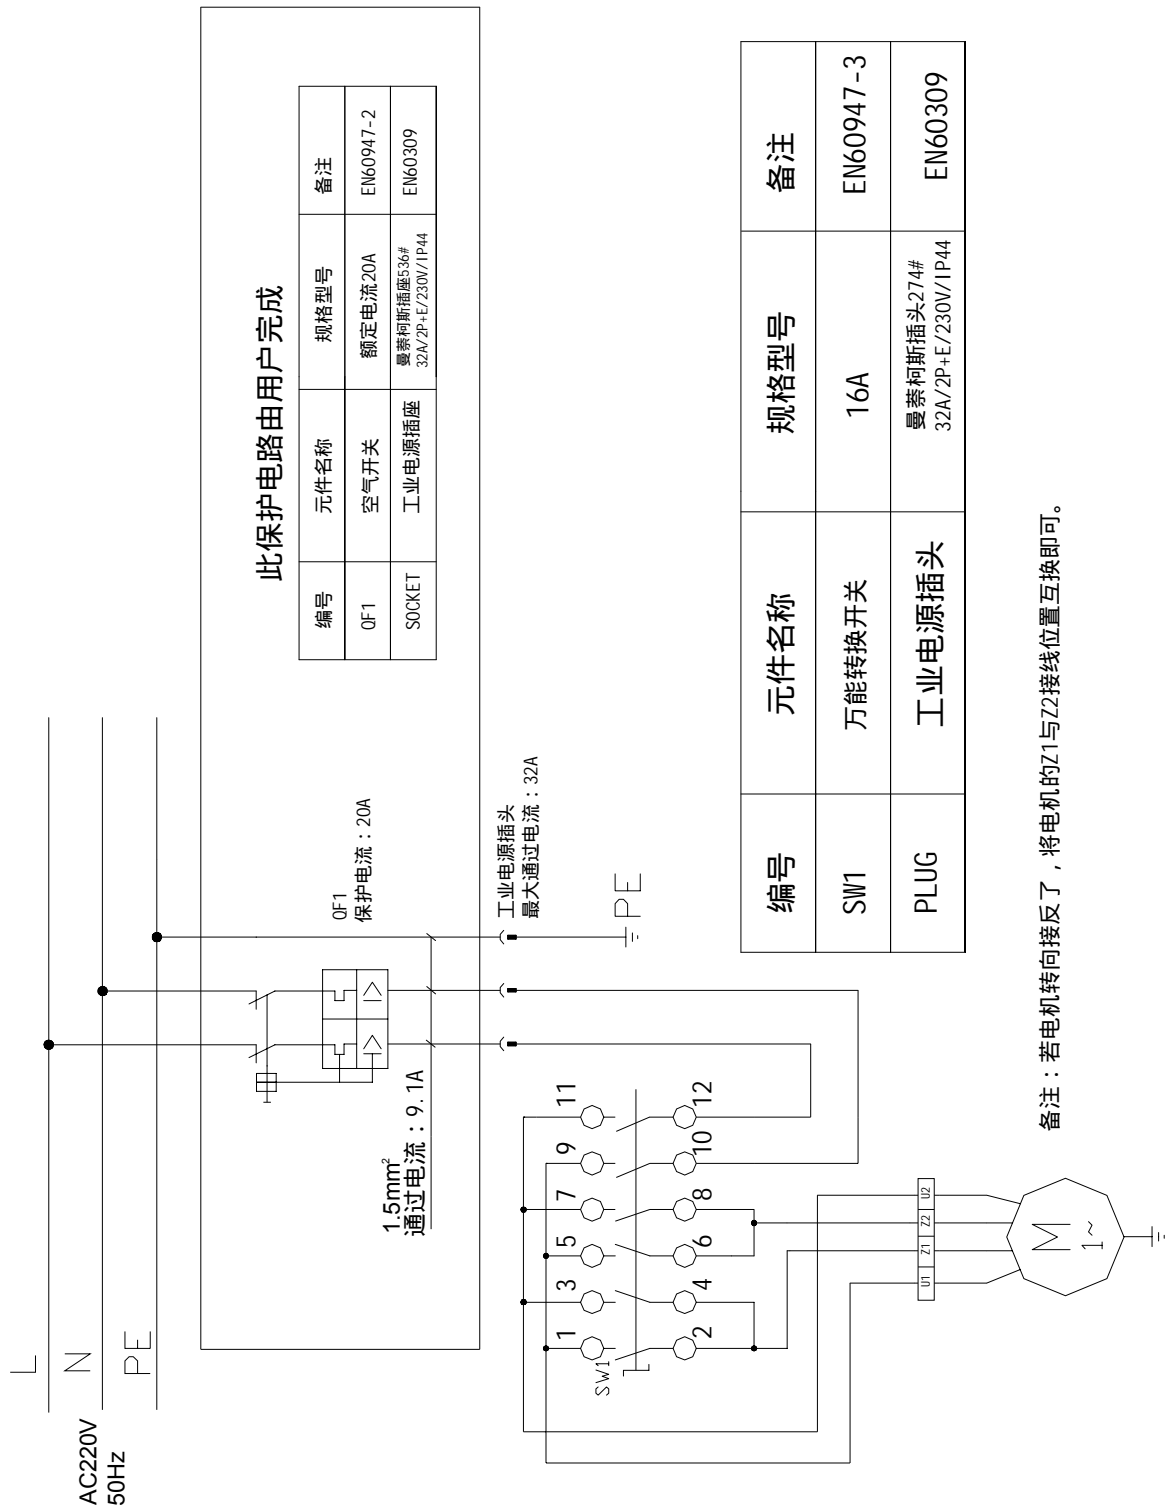 L
N
PE
AC220V
50Hz
此保护电路由用户完成
编号 元件名称 规格型号 备注
QF1 空气开关 额定电流20A EN60947-2
SOCKET 工业电源插座 曼萘柯斯插座536#
32A/2P+E/230V/IP44 EN60309
QF1
保护电流：20A
1.5mm²
通过电流：9.1A
工业电源插头
最大通过电流：32A
PE
SW1
1 3 5 7 9 11
2 4 6 8 10 12
U1 Z1 Z2 U2
M
1~
编号 元件名称 规格型号 备注
SW1 万能转换开关 16A EN60947-3
PLUG 工业电源插头 曼萘柯斯插头274#
32A/2P+E/230V/IP44 EN60309
备注：若电机转向接反了，将电机的Z1与Z2接线位置互换即可。